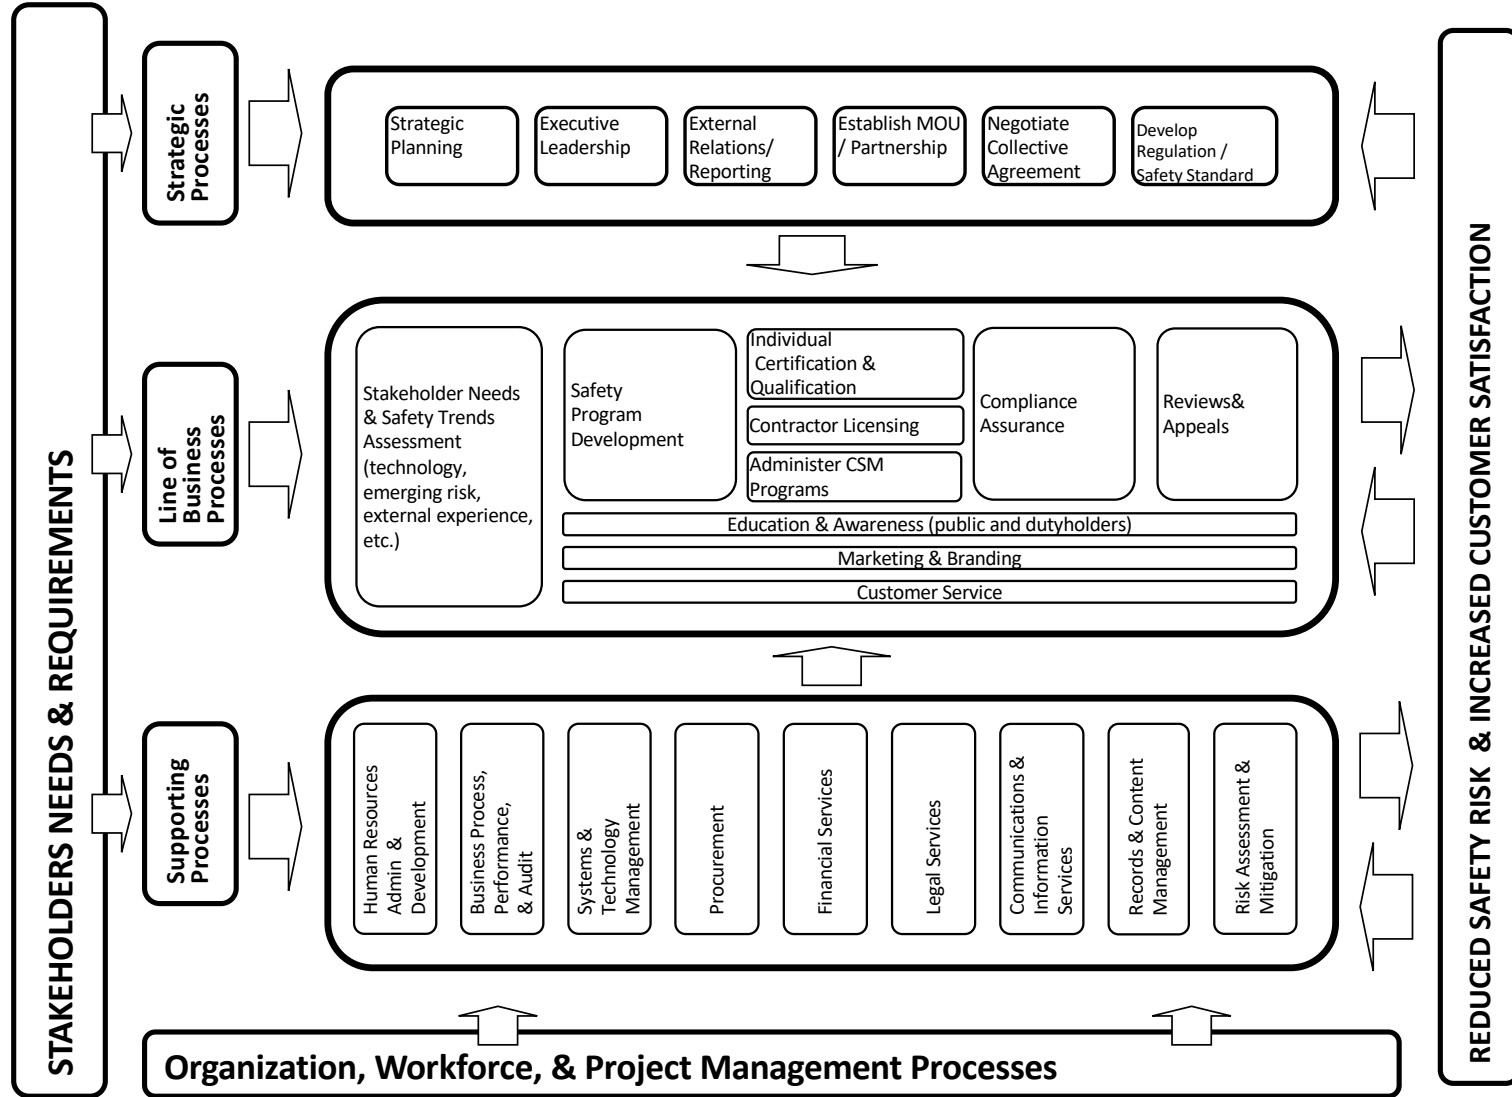 STAKEHOLDERS NEEDS & REQUIREMENTS
Strategic
Processes
Strategic
Planning
Executive
Leadership
External
Relations/
Reporting
Establish MOU
/ Partnership
Negotiate
Collective
Agreement
Develop
Regulation /
Safety Standard
Line of
Business
Processes
Stakeholder Needs
& Safety Trends
Assessment
(technology,
emerging risk,
external experience,
etc.)
Safety
Program
Development
Individual
Certification &
Qualification
Contractor Licensing
Administer CSM
Programs
Compliance
Assurance
Reviews&
Appeals
Education & Awareness (public and dutyholders)
Marketing & Branding
Customer Service
Supporting
Processes
Human Resources
Admin &
Development
Business Process,
Performance,
& Audit
Systems &
Technology
Management
Procurement
Financial Services
Legal Services
Communications &
Information
Services
Records & Content
Management
Risk Assessment &
Mitigation
Organization, Workforce, & Project Management Processes
REDUCED SAFETY RISK & INCREASED CUSTOMER SATISFACTION